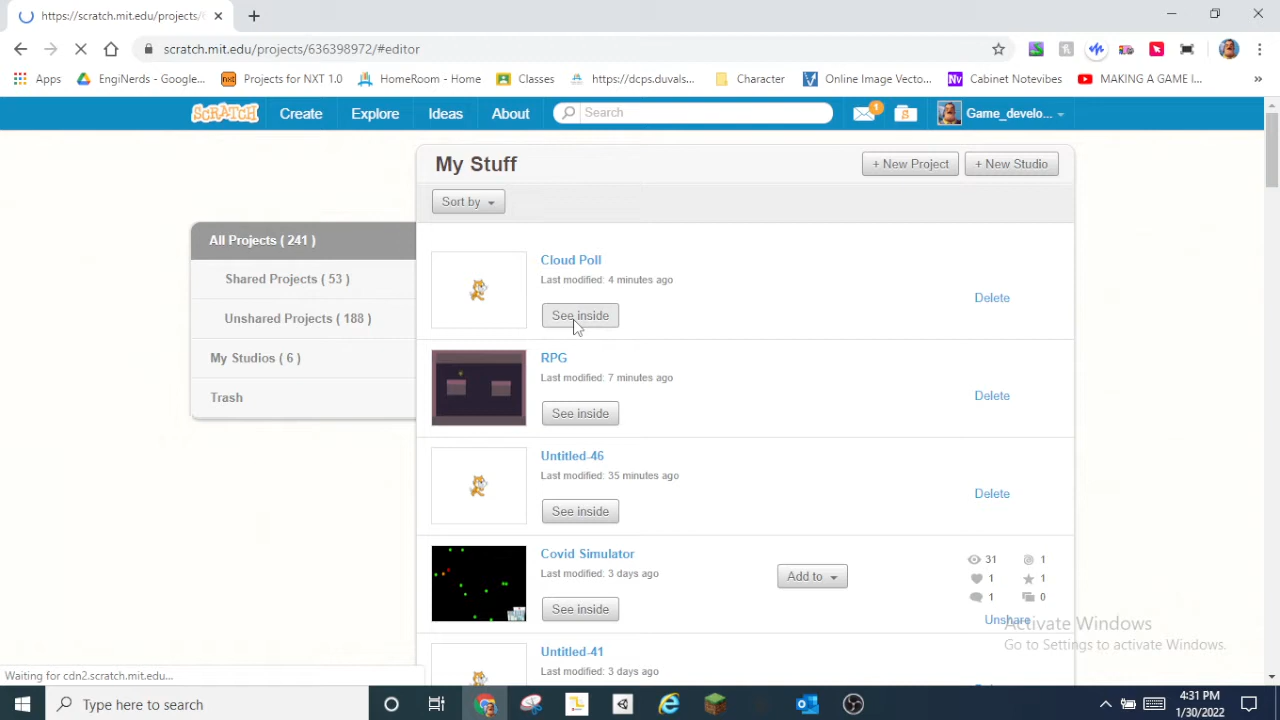 https://scratch.mit.edu/projects/6
scratch.mit.edu/projects/636398972/#editor
Apps
EngiNerds - Google...
Projects for NXT 1.0
HomeRoom - Home
Classes
https://dcps.duvals...
Character
Online Image Vecto...
Nv Cabinet Notevibes
MAKING A GAME I...
»
SCRATCH
Create
Explore
Ideas
About
Search
1
S
Game_develo...
My Stuff
+ New Project
+ New Studio
Sort by
All Projects ( 241 )
Shared Projects ( 53 )
Unshared Projects ( 188 )
My Studios ( 6 )
Trash
Cloud Poll
Last modified: 4 minutes ago
See inside
Delete
RPG
Last modified: 7 minutes ago
See inside
Delete
Untitled-46
Last modified: 35 minutes ago
See inside
Delete
Covid Simulator
Last modified: 3 days ago
See inside
Add to
31 1
1 1
1 0
Unshare
Untitled-41
Last modified: 3 days ago
Activate Windows
Go to Settings to activate Windows.
Waiting for cdn2.scratch.mit.edu...
Type here to search
4:31 PM
1/30/2022